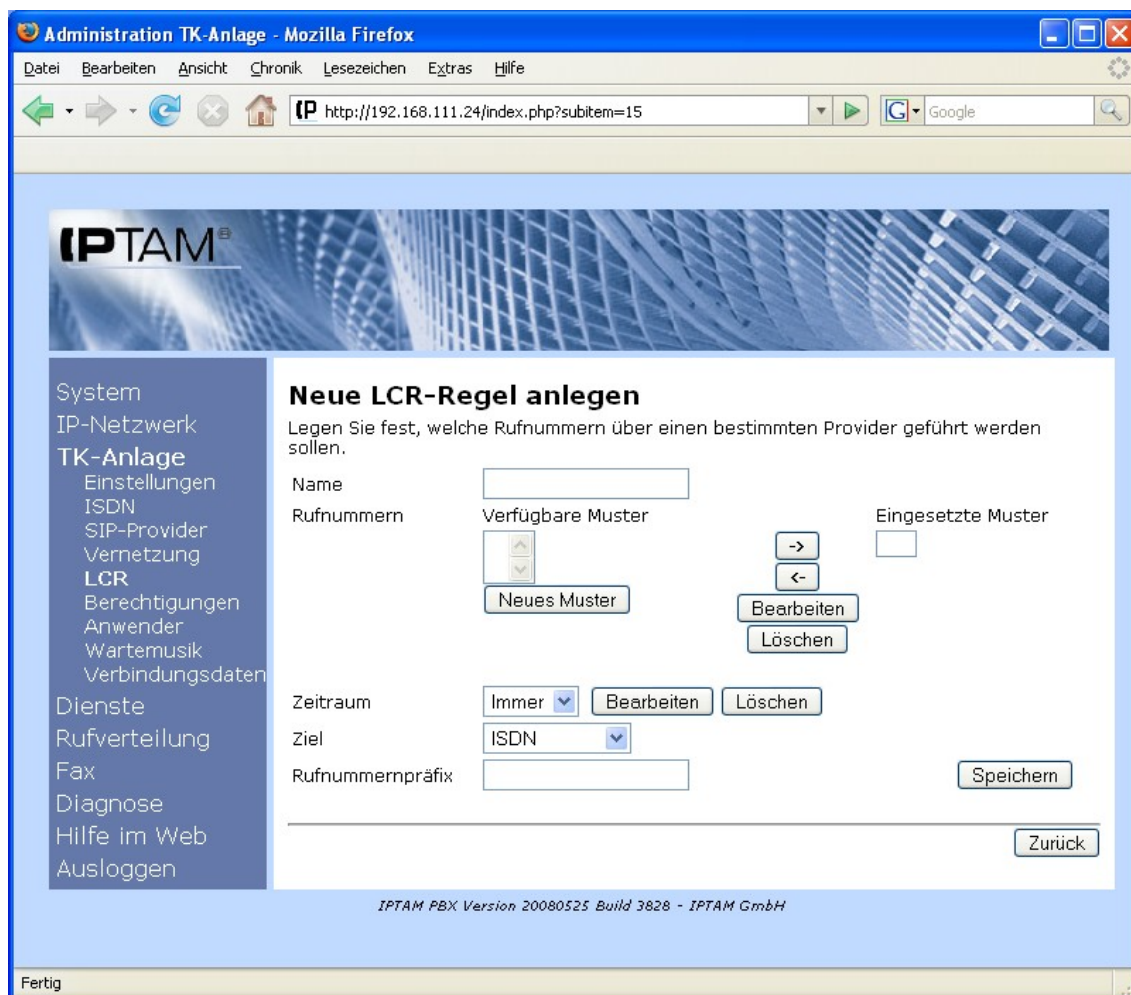 Administration TK-Anlage - Mozilla Firefox
Datei Bearbeiten Ansicht Chronik Lesezeichen Extras Hilfe
(P http://192.168.111.24/index.php?subitem=15 G Google
(IPTAM®
System
IP-Netzwerk
TK-Anlage
Einstellungen
ISDN
SIP-Provider
Vernetzung
LCR
Berechtigungen
Anwender
Wartemusik
Verbindungsdaten
Dienste
Rufverteilung
Fax
Diagnose
Hilfe im Web
Ausloggen
Neue LCR-Regel anlegen
Legen Sie fest, welche Rufnummern über einen bestimmten Provider geführt werden
sollen.
Name
Rufnummern Verfügbare Muster Eingesetzte Muster
->
<-
Neues Muster Bearbeiten
Löschen
Zeitraum Immer Bearbeiten Löschen
Ziel ISDN
Rufnummernpräfix Speichern
Zurück
IPTAM PBX Version 20080525 Build 3828 - IPTAM GmbH
Fertig